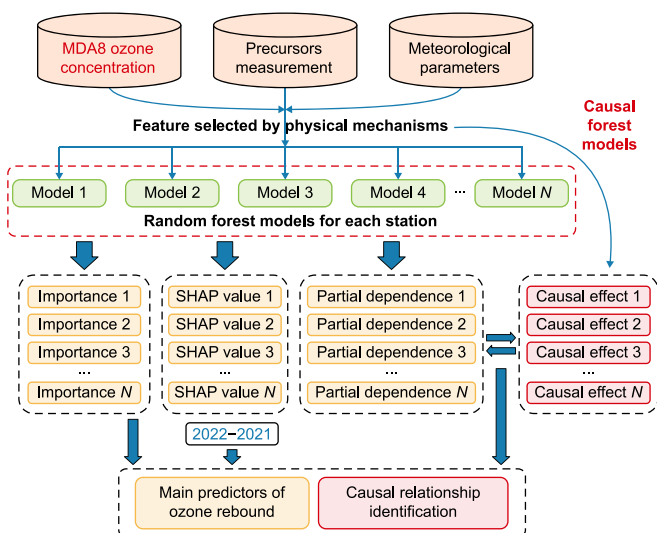 MDA8 ozone
concentration
Precursors
measurement
Meteorological
parameters
Feature selected by physical mechanisms
Causal
forest
models
Model 1
Model 2
Model 3
Model 4
...
Model N
Random forest models for each station
Importance 1
Importance 2
Importance 3
...
Importance N
SHAP value 1
SHAP value 2
SHAP value 3
...
SHAP value N
Partial dependence 1
Partial dependence 2
Partial dependence 3
...
Partial dependence N
Causal effect 1
Causal effect 2
Causal effect 3
...
Causal effect N
2022–2021
Main predictors of
ozone rebound
Causal relationship
identification